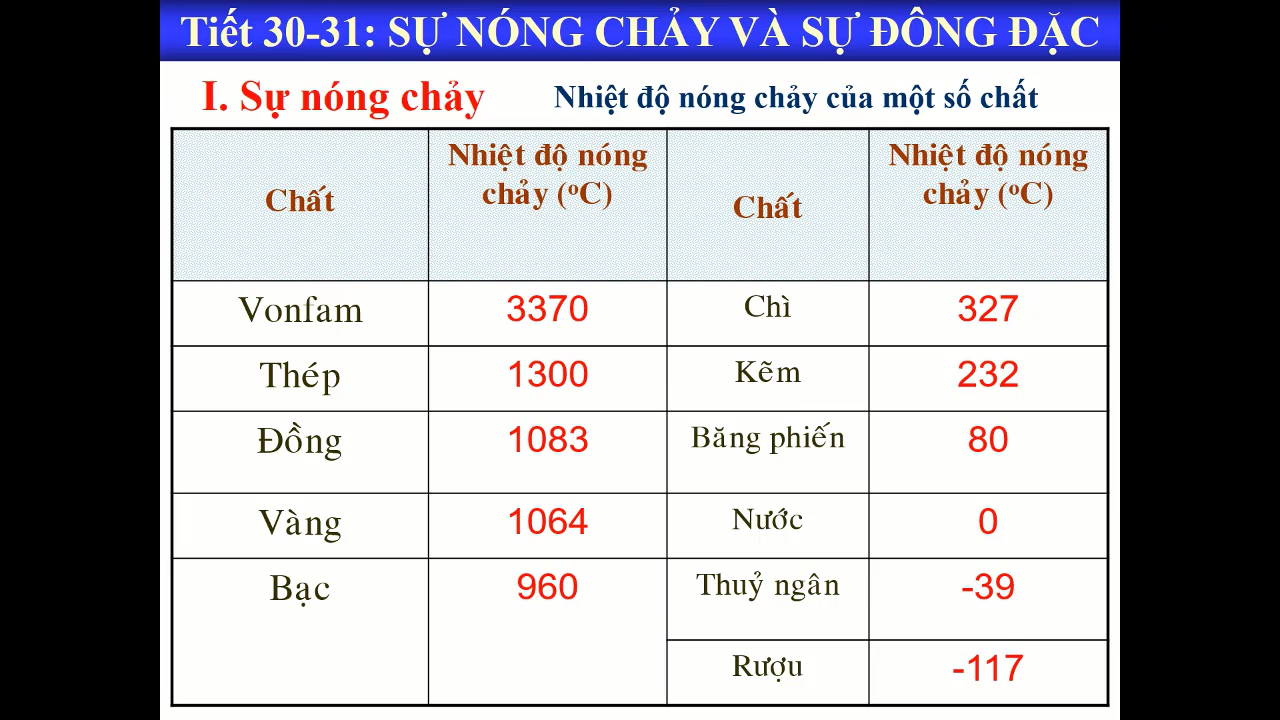 Tiết 30-31: SỰ NÓNG CHẢY VÀ SỰ ĐÔNG ĐẶC
I. Sự nóng chảy
Nhiệt độ nóng chảy của một số chất
Chất
Nhiệt độ nóng
chảy (ºC)
Chất
Nhiệt độ nóng
chảy (ºC)
Vonfam 3370 Chì 327
Thép 1300 Kẽm 232
Đồng 1083 Băng phiến 80
Vàng 1064 Nước 0
Bạc 960 Thuỷ ngân -39
Rượu -117